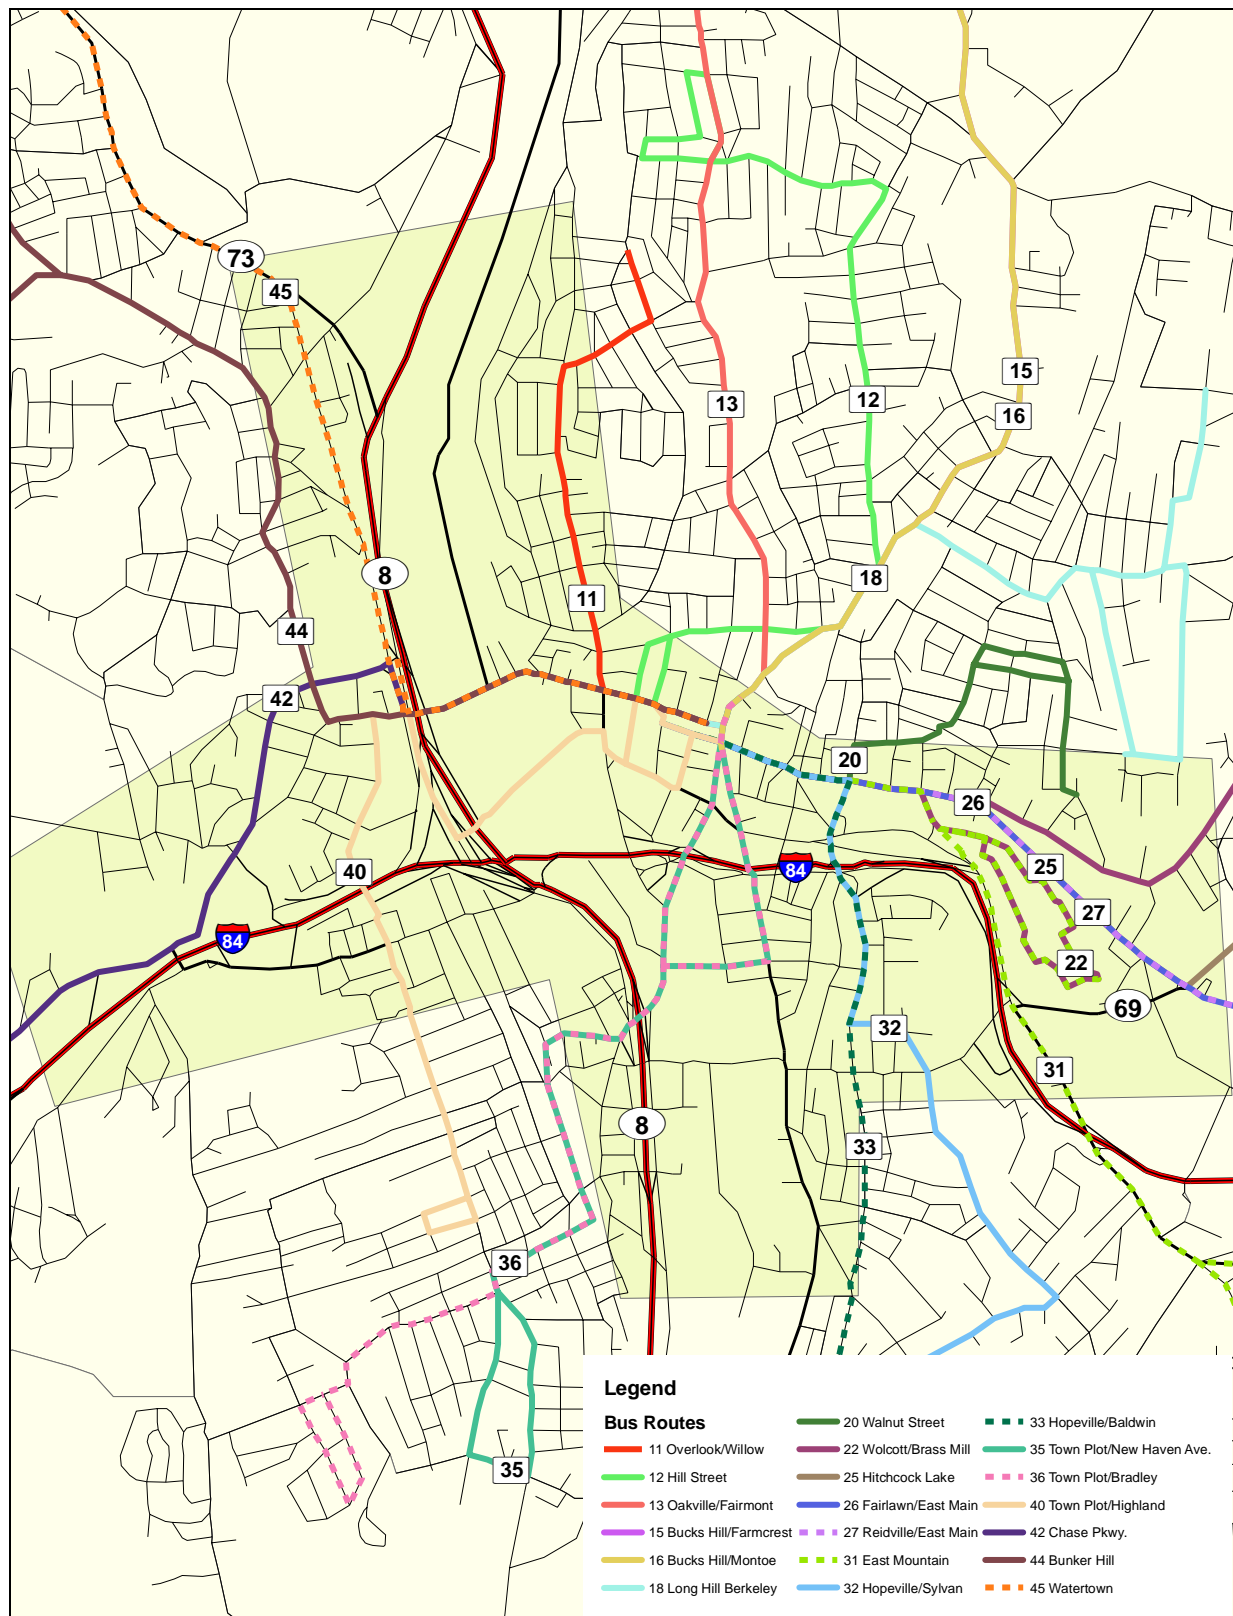 73
45
15
13
12
16
8
18
11
44
42
20
26
84
25
40
27
84
22
69
32
31
8
33
36
35
Legend
Bus Routes
11 Overlook/Willow
12 Hill Street
13 Oakville/Fairmont
15 Bucks Hill/Farmcrest
16 Bucks Hill/Montoe
18 Long Hill Berkeley
20 Walnut Street
22 Wolcott/Brass Mill
25 Hitchcock Lake
26 Fairlawn/East Main
27 Reidville/East Main
31 East Mountain
32 Hopeville/Sylvan
33 Hopeville/Baldwin
35 Town Plot/New Haven Ave.
36 Town Plot/Bradley
40 Town Plot/Highland
42 Chase Pkwy.
44 Bunker Hill
45 Watertown